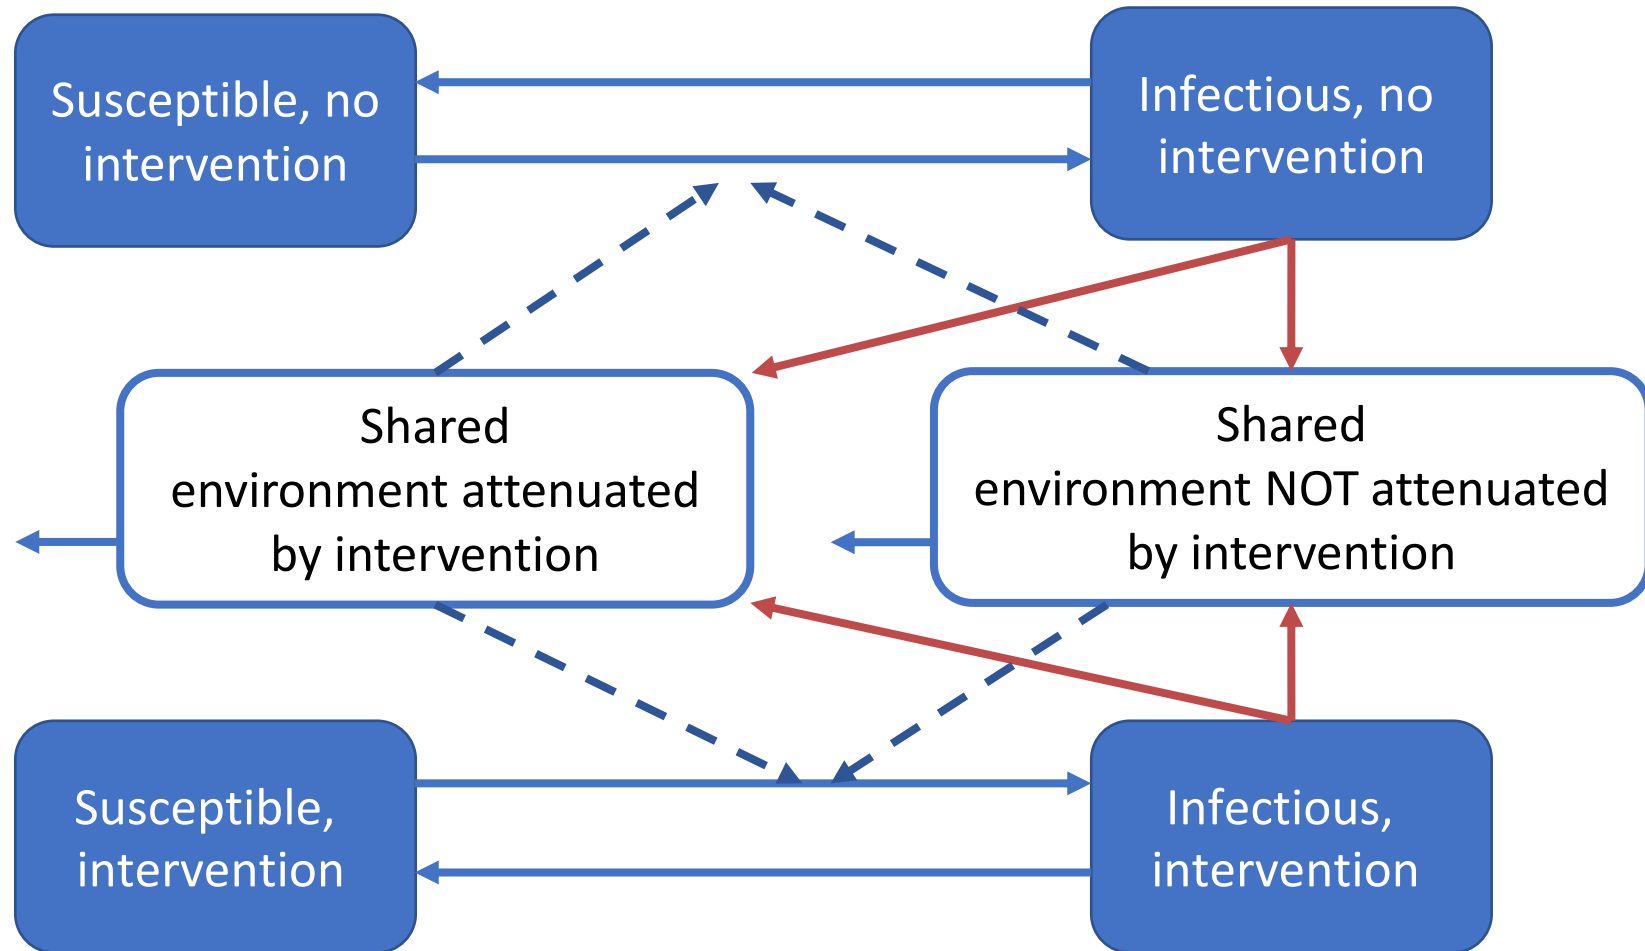 Susceptible, no
intervention
Infectious, no
intervention
Shared
environment attenuated
by intervention
Shared
environment NOT attenuated
by intervention
Susceptible,
intervention
Infectious,
intervention